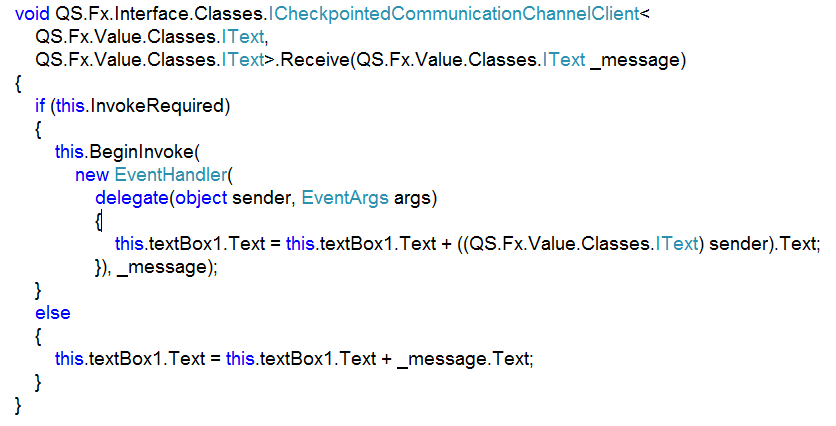 void QS.Fx.Interface.Classes.ICheckpointedCommunicationChannelClient<
QS.Fx.Value.Classes.IText,
QS.Fx.Value.Classes.IText>.Receive(QS.Fx.Value.Classes.IText _message)
{
if (this.InvokeRequired)
{
this.BeginInvoke(
new EventHandler(
delegate(object sender, EventArgs args)
{
this.textBox1.Text = this.textBox1.Text + ((QS.Fx.Value.Classes.IText) sender).Text;
}), _message);
}
else
{
this.textBox1.Text = this.textBox1.Text + _message.Text;
}
}